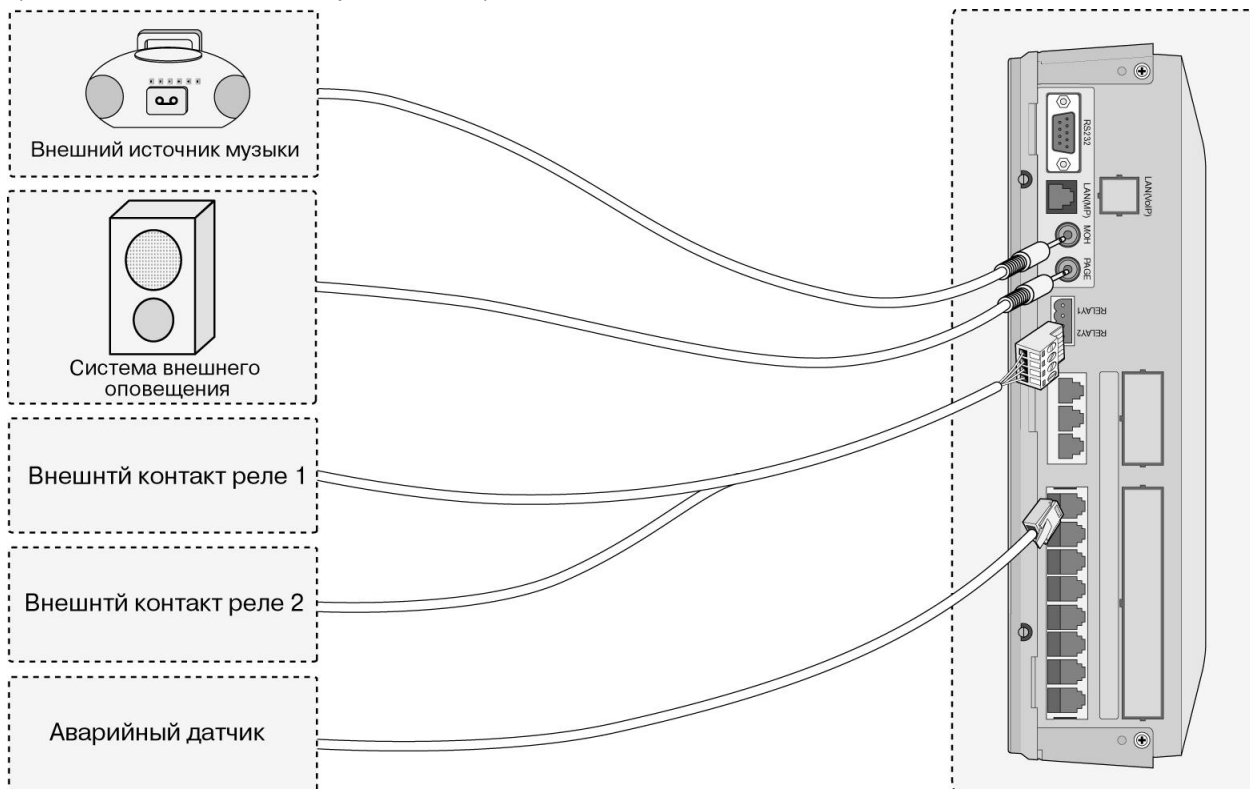 Внешний источник музыки
Система внешнего
оповещения
Внешнтй контакт реле 1
Внешнтй контакт реле 2
Аварийный датчик
RS232
LAN(MP)
LAN(VoIP)
MOH
PAGE
RELAY1
RELAY2